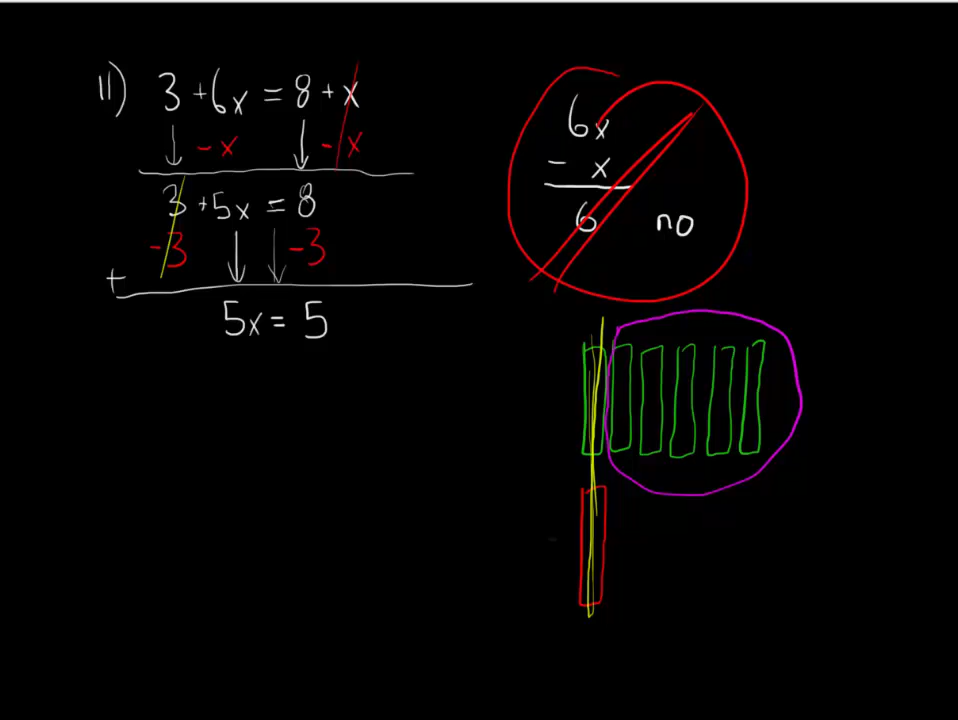 11) 3 + 6x = 8 + x
- x - x
3 + 5x = 8
- 3 - 3
+
5x = 5
6x
- x
6
no